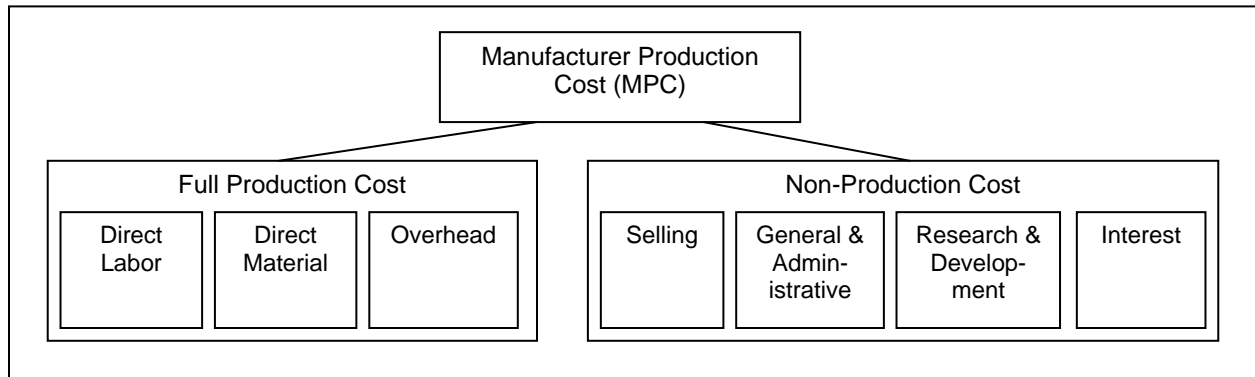 Manufacturer Production
Cost (MPC)
Full Production Cost
Direct
Labor
Direct
Material
Overhead
Non-Production Cost
Selling
General &
Admin-
istrative
Research &
Develop-
ment
Interest